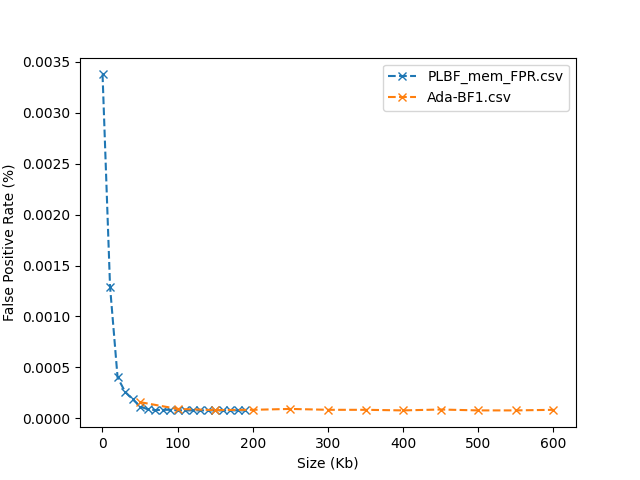 PLBF_mem_FPR.csv
Ada-BF1.csv
False Positive Rate (%)
0.0035
0.0030
0.0025
0.0020
0.0015
0.0010
0.0005
0.0000
0 100 200 300 400 500 600
Size (Kb)